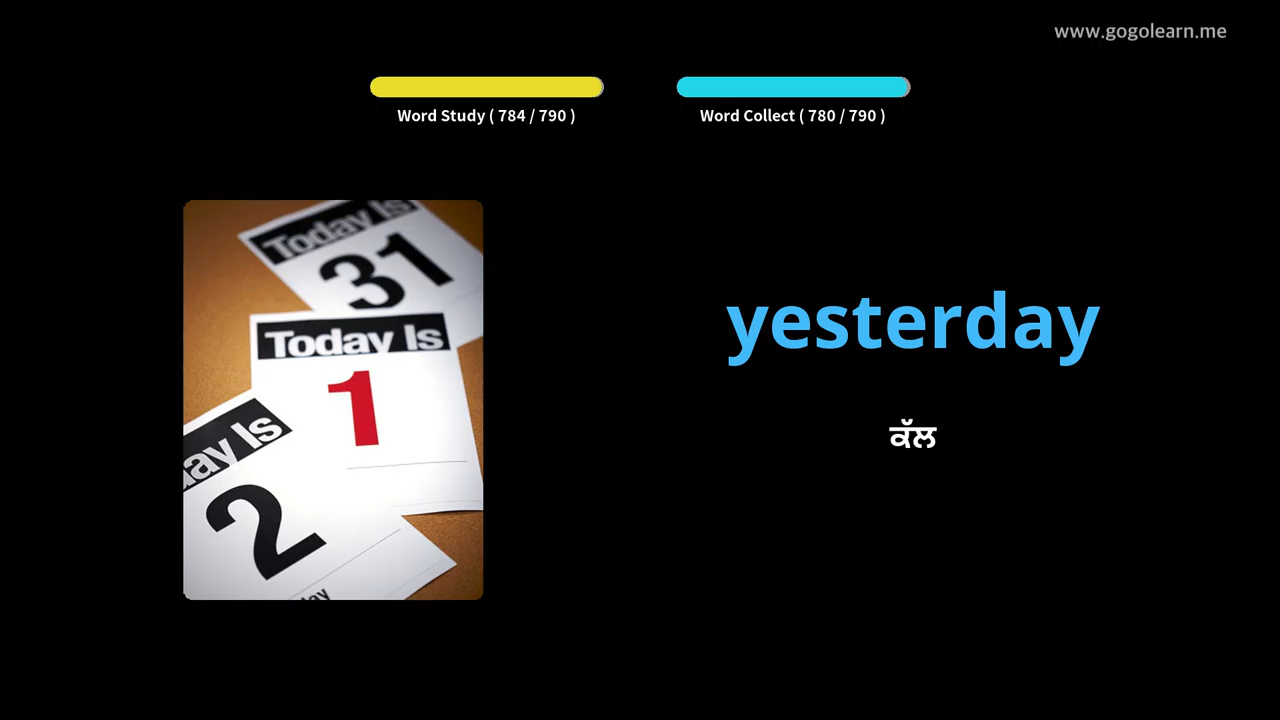 www.gogolearn.me
Word Study ( 784 / 790 )
Word Collect ( 780 / 790 )
Today Is
31
Today Is
1
ay Is
2
yesterday
ਕੱਲ